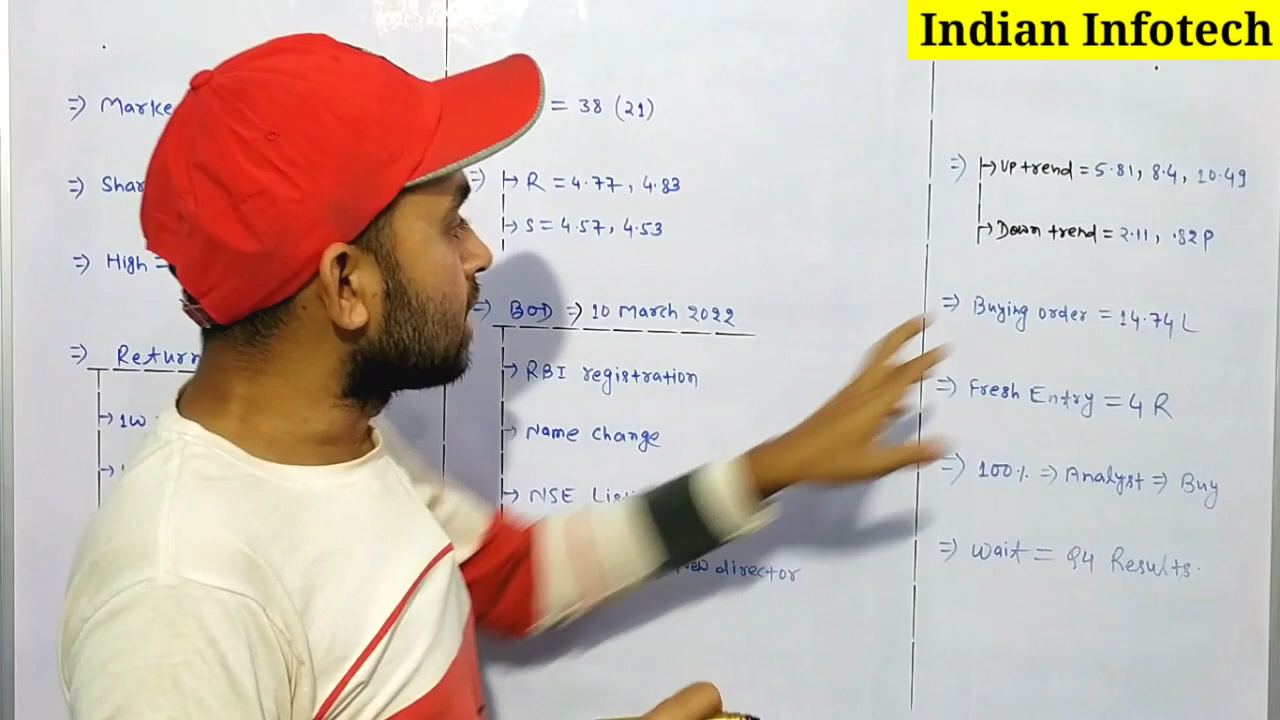 Indian Infotech
=> Marke
=> Shar
=> High =
=> Return
→ 1W
= 38 (21)
=> → R = 4.77, 4.83
→ S = 4.57, 4.53
=> BOD => 10 March 2022
→ RBI registration
→ Name change
→ NSE Listi
director
=> → Up trend = 5.81, 8.4, 10.49
→ Down trend = 2.11, .82 P
=> Buying order = 14.74 L
=> Fresh Entry = 4 R
=> 100% => Analyst => Buy
=> Wait = Q4 Results.